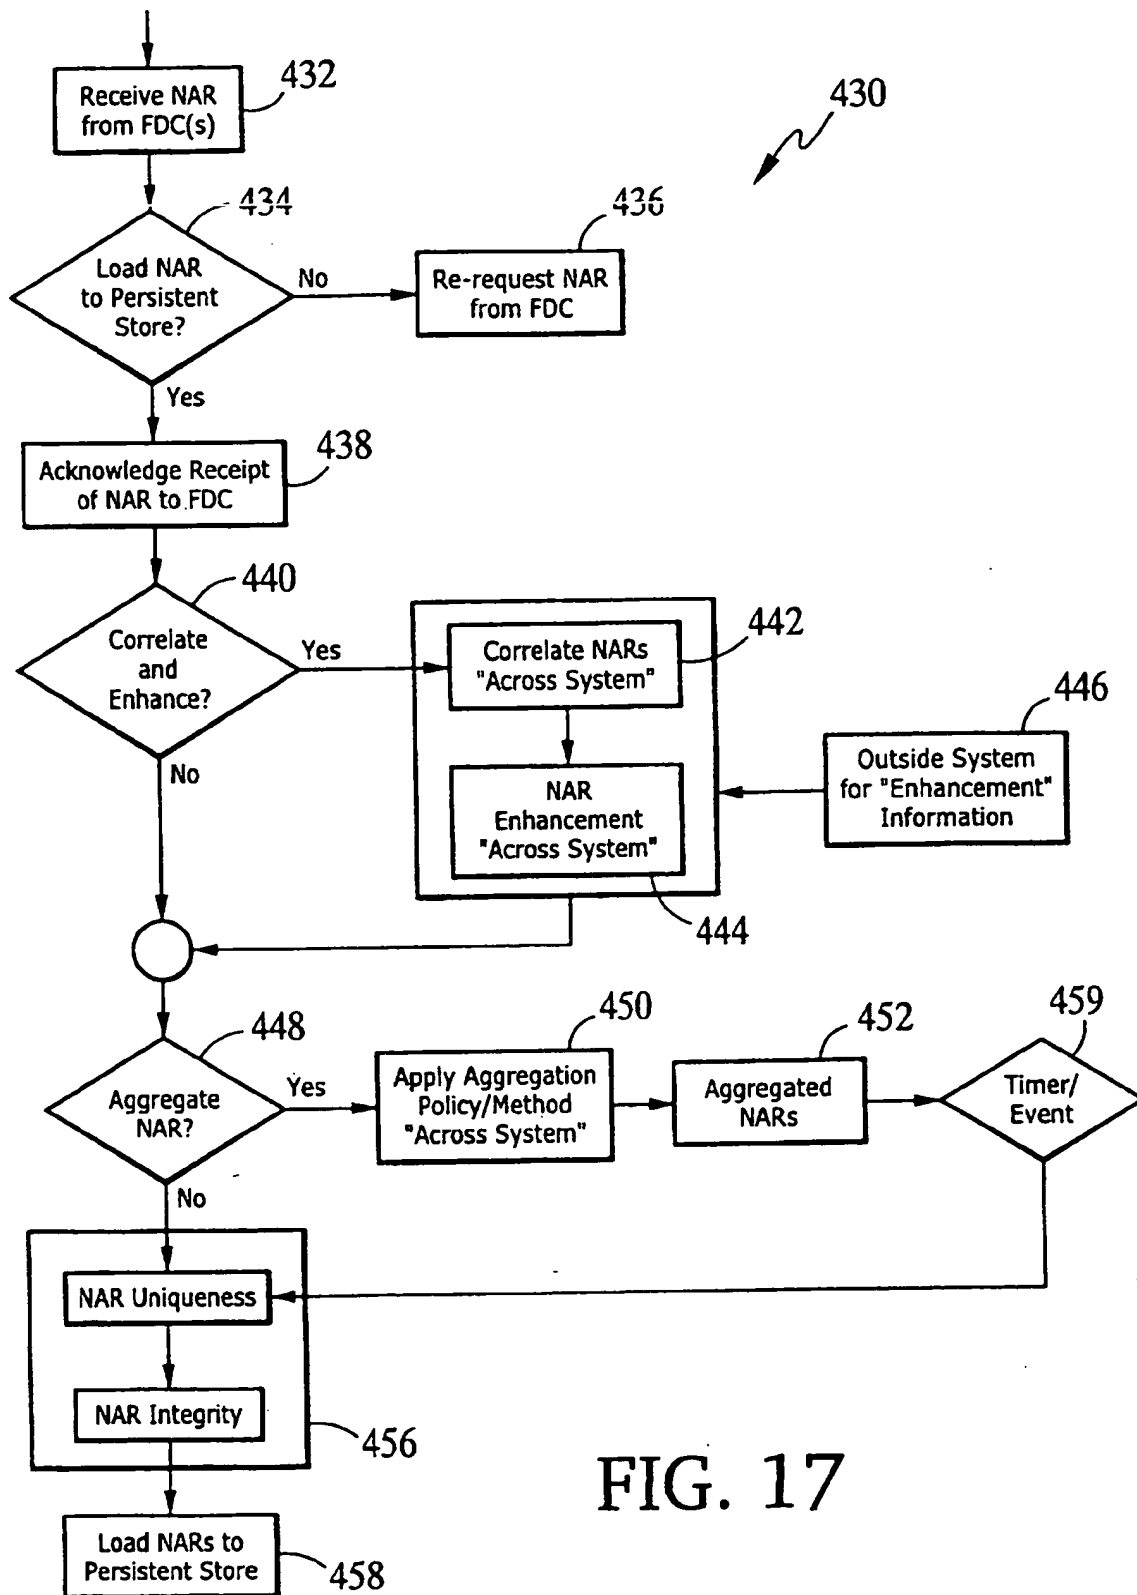 Receive NAR
from FDC(s)
432
430
434
Load NAR
to Persistent
Store?
No
436
Re-request NAR
from FDC
Yes
Acknowledge Receipt
of NAR to FDC
438
440
Correlate
and
Enhance?
Yes
No
Correlate NARs
"Across System"
442
NAR
Enhancement
"Across System"
444
446
Outside System
for "Enhancement"
Information
448
Aggregate
NAR?
Yes
No
450
Apply Aggregation
Policy/Method
"Across System"
452
Aggregated
NARs
459
Timer/
Event
NAR Uniqueness
NAR Integrity
456
Load NARs to
Persistent Store
458
FIG. 17